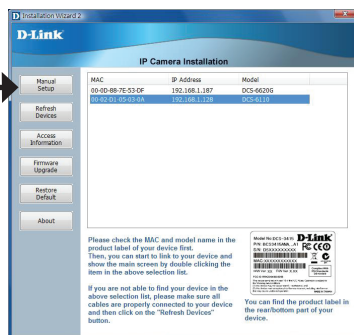 Installation Wizard 2
D-Link
IP Camera Installation
Manual
Setup
Refresh
Devices
Access
Information
Firmware
Upgrade
Restore
Default
About
MAC IP Address Model
00-0D-88-7E-53-DF 192.168.1.187 DCS-6620G
00-82-D1-05-03-0A 192.168.1.128 DCS-6110
Please check the MAC and model name in the
product label of your device first.
Then, you can start to link to your device and
show the main screen by double clicking the
item in the above selection list.
If you are not able to find your device in the
above selection list, please make sure all
cables are properly connected to your device
and then click on the "Refresh Devices"
button.
D-Link
You can find the product label in
the rear/bottom part of your
device.